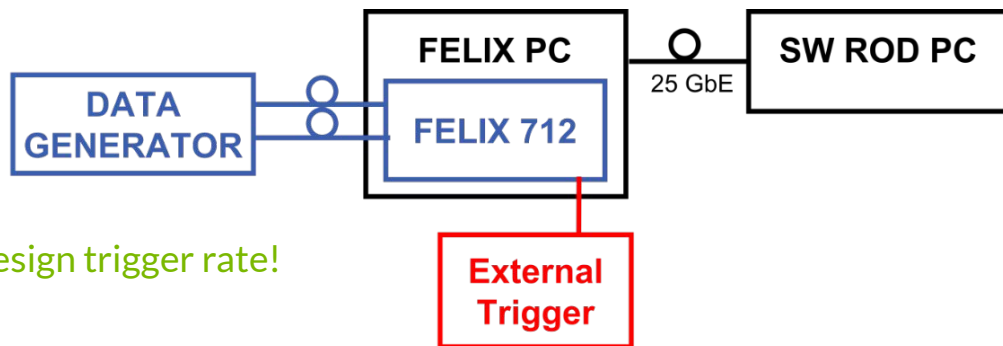 FELIX PC
25 GbE
SW ROD PC
DATA
GENERATOR
FELIX 712
esign trigger rate!
External
Trigger